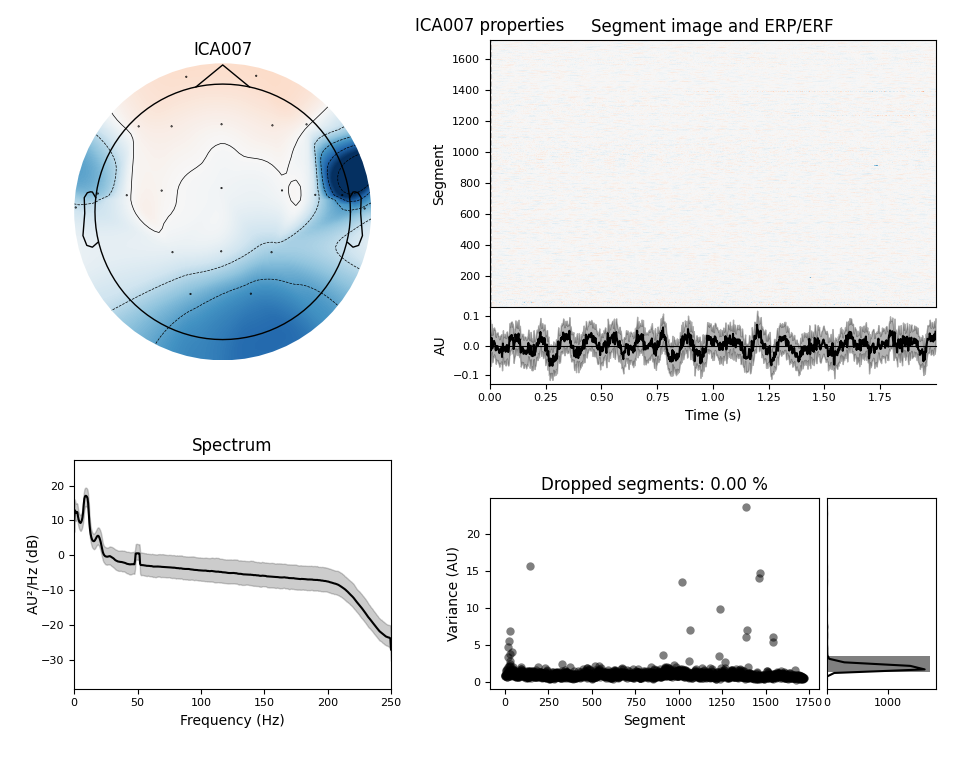 ICA007 properties
ICA007
Segment image and ERP/ERF
Segment
1600
1400
1200
1000
800
600
400
200
AU
0.1
0.0
−0.1
0.00 0.25 0.50 0.75 1.00 1.25 1.50 1.75
Time (s)
Spectrum
AU²/Hz (dB)
20
10
0
−10
−20
−30
0 50 100 150 200 250
Frequency (Hz)
Dropped segments: 0.00 %
Variance (AU)
20
15
10
5
0
0 250 500 750 1000 1250 1500 1750
Segment
0 1000